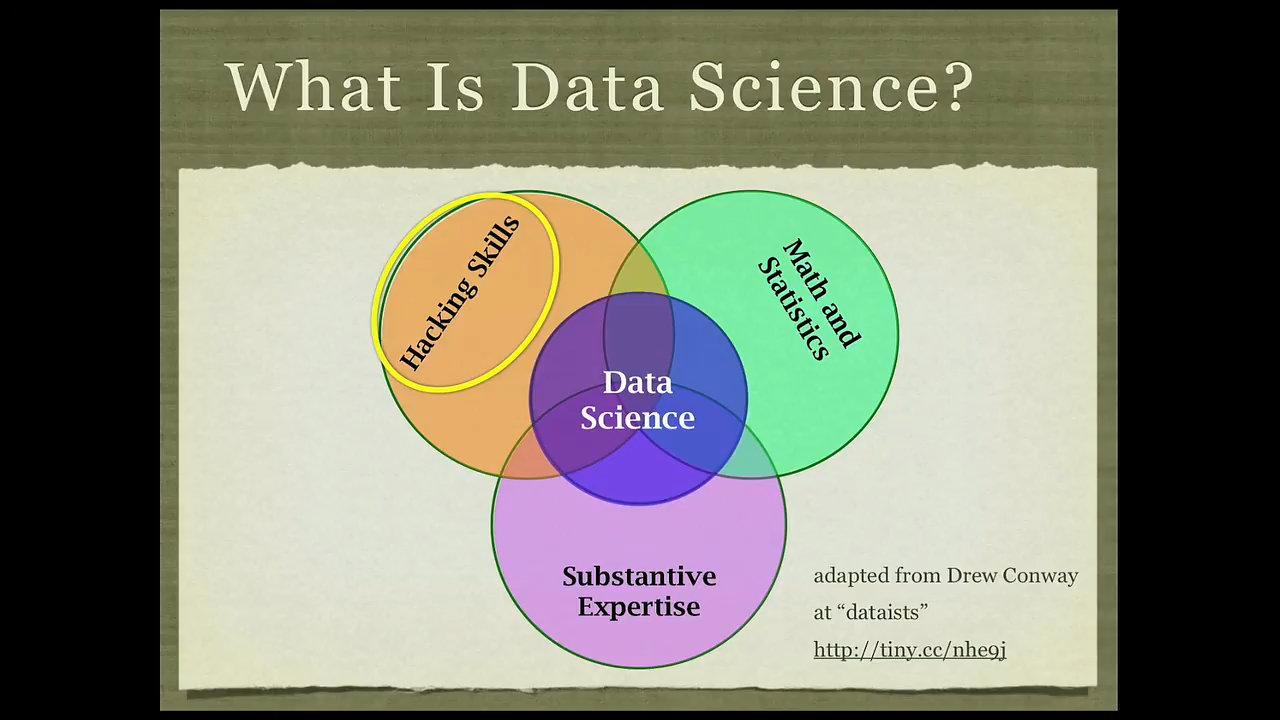 What Is Data Science?
Hacking Skills
Math and
Statistics
Data
Science
Substantive
Expertise
adapted from Drew Conway
at “dataists”
http://tiny.cc/nhe9j